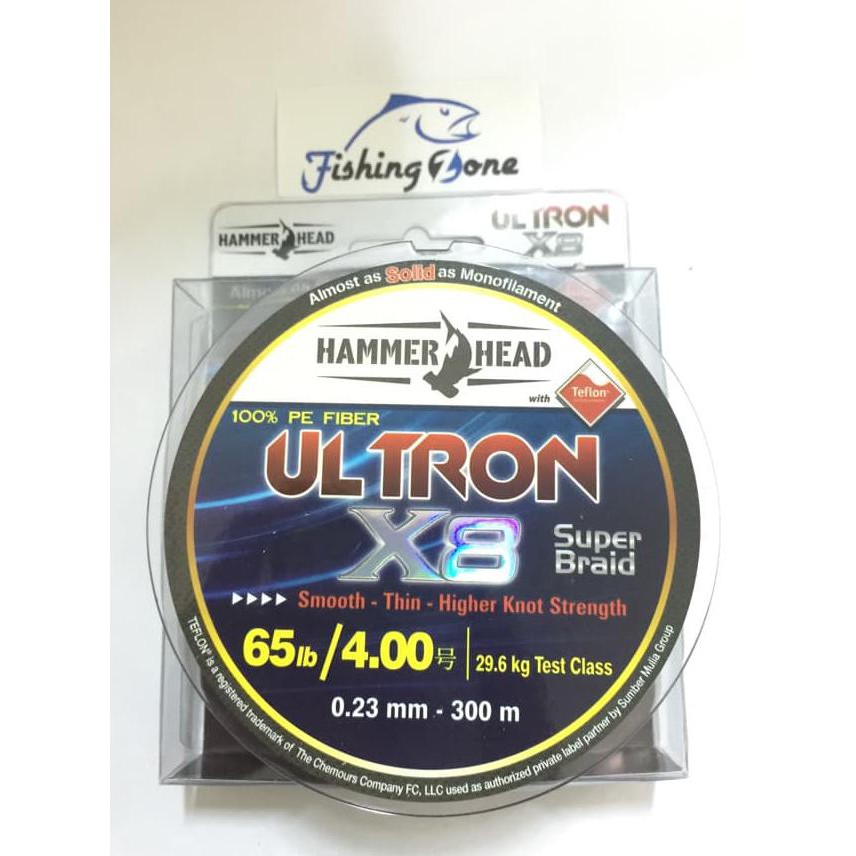 Fishing Zone
HAMMER HEAD
ULTRON
X8
Almost as Solid as Monofilament
HAMMER HEAD
with Teflon
100% PE FIBER
ULTRON
X8
Super
Braid
Smooth - Thin - Higher Knot Strength
65lb/4.00号
29.6 kg Test Class
0.23 mm - 300 m
TEFLON® is a registered trademark of The Chemours Company FC, LLC used as authorized private label partner by Sumber Mulia Group